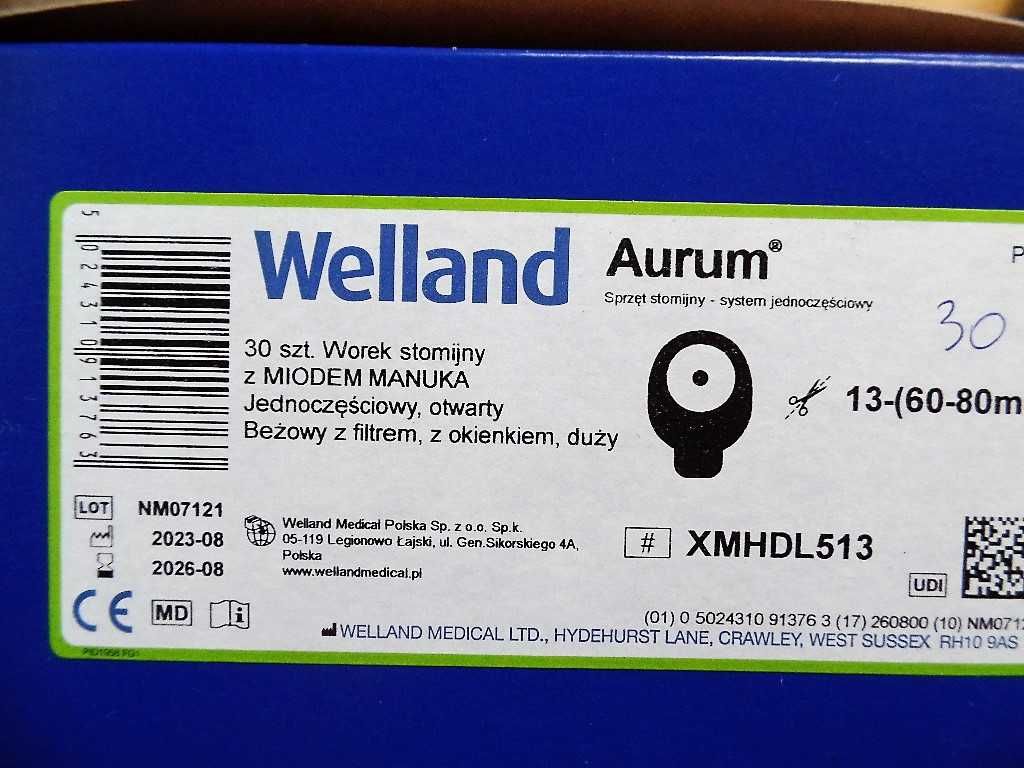 5 024310 913763
Welland
Aurum®
Sprzęt stomijny - system jednoczęściowy
P
30
30 szt. Worek stomijny
z MIODEM MANUKA
Jednoczęściowy, otwarty
Beżowy z filtrem, z okienkiem, duży
13-(60-80m
LOT NM07121
2023-08
2026-08
Welland Medical Polska Sp. z o.o. Sp.k.
05-119 Legionowo Łajski, ul. Gen.Sikorskiego 4A,
Polska
www.wellandmedical.pl
# XMHDL513
UDI
CE MD i
(01) 0 5024310 91376 3 (17) 260800 (10) NM0712
WELLAND MEDICAL LTD., HYDEHURST LANE, CRAWLEY, WEST SUSSEX RH10 9AS